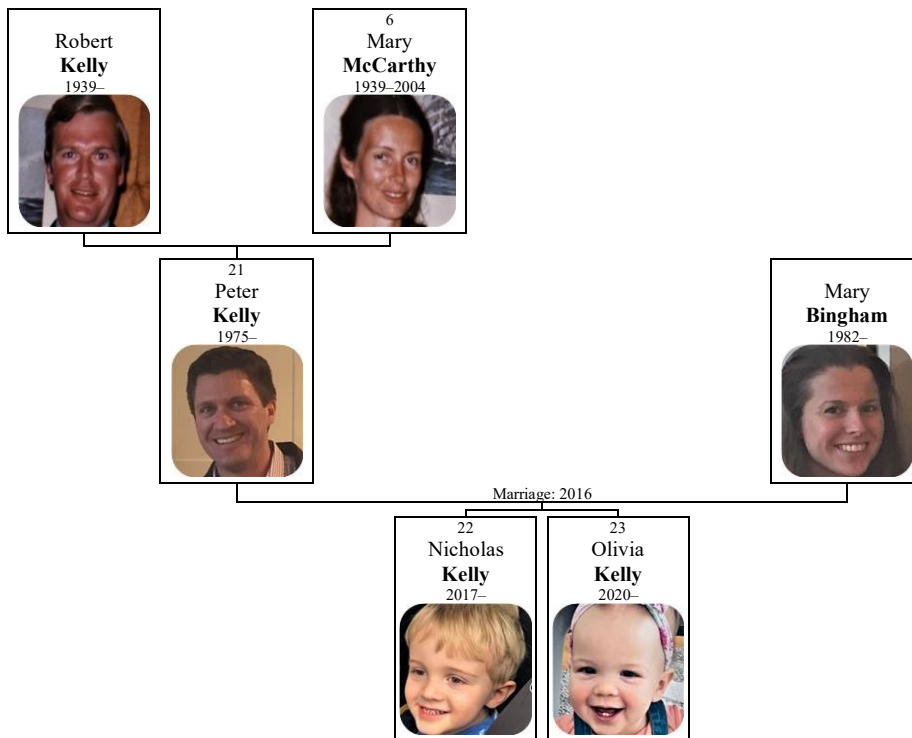 Robert
Kelly
1939–
6
Mary
McCarthy
1939–2004
21
Peter
Kelly
1975–
Mary
Bingham
1982–
Marriage: 2016
22
Nicholas
Kelly
2017–
23
Olivia
Kelly
2020–